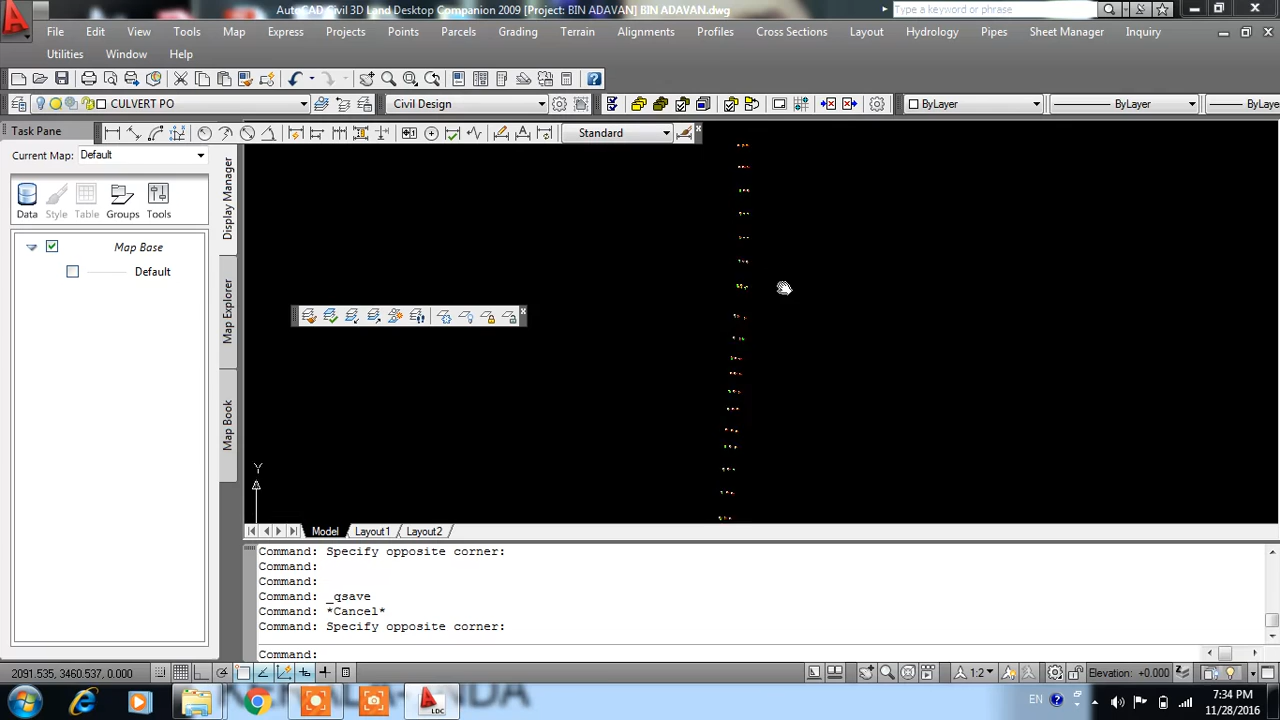 AutoCAD Civil 3D Land Desktop Companion 2009 [Project: BIN ADAVAN] BIN ADAVAN.dwg
Type a keyword or phrase
File Edit View Tools Map Express Projects Points Parcels Grading Terrain Alignments Profiles Cross Sections Layout Hydrology Pipes Sheet Manager Inquiry
Utilities Window Help
CULVERT PO Civil Design ByLayer ByLayer ByLayer
Task Pane Standard
Current Map: Default
Data Style Table Groups Tools
Display Manager
Map Explorer
Map Book
Map Base
Default
Y
Model Layout1 Layout2
Command: Specify opposite corner:
Command:
Command:
Command: _qsave
Command: *Cancel*
Command: Specify opposite corner:
Command:
2091.535, 3460.537, 0.000 1:2 Elevation: +0.000
LDC EN 7:34 PM
11/28/2016